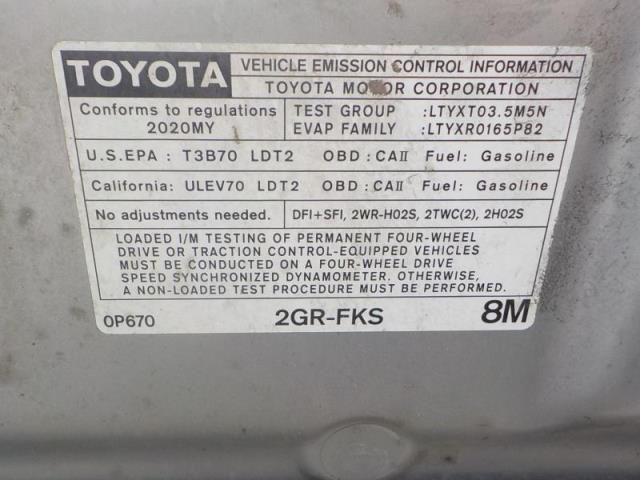 TOYOTA
VEHICLE EMISSION CONTROL INFORMATION
TOYOTA MOTOR CORPORATION
Conforms to regulations
2020MY
TEST GROUP :LTYXT03.5M5N
EVAP FAMILY :LTYXR0165P82
U.S.EPA : T3B70 LDT2 OBD : CAII Fuel: Gasoline
California: ULEV70 LDT2 OBD : CAII Fuel: Gasoline
No adjustments needed. DFI+SFI, 2WR-HO2S, 2TWC(2), 2HO2S
LOADED I/M TESTING OF PERMANENT FOUR-WHEEL
DRIVE OR TRACTION CONTROL-EQUIPPED VEHICLES
MUST BE CONDUCTED ON A FOUR-WHEEL DRIVE
SPEED SYNCHRONIZED DYNAMOMETER. OTHERWISE,
A NON-LOADED TEST PROCEDURE MUST BE PERFORMED.
0P670 2GR-FKS 8M